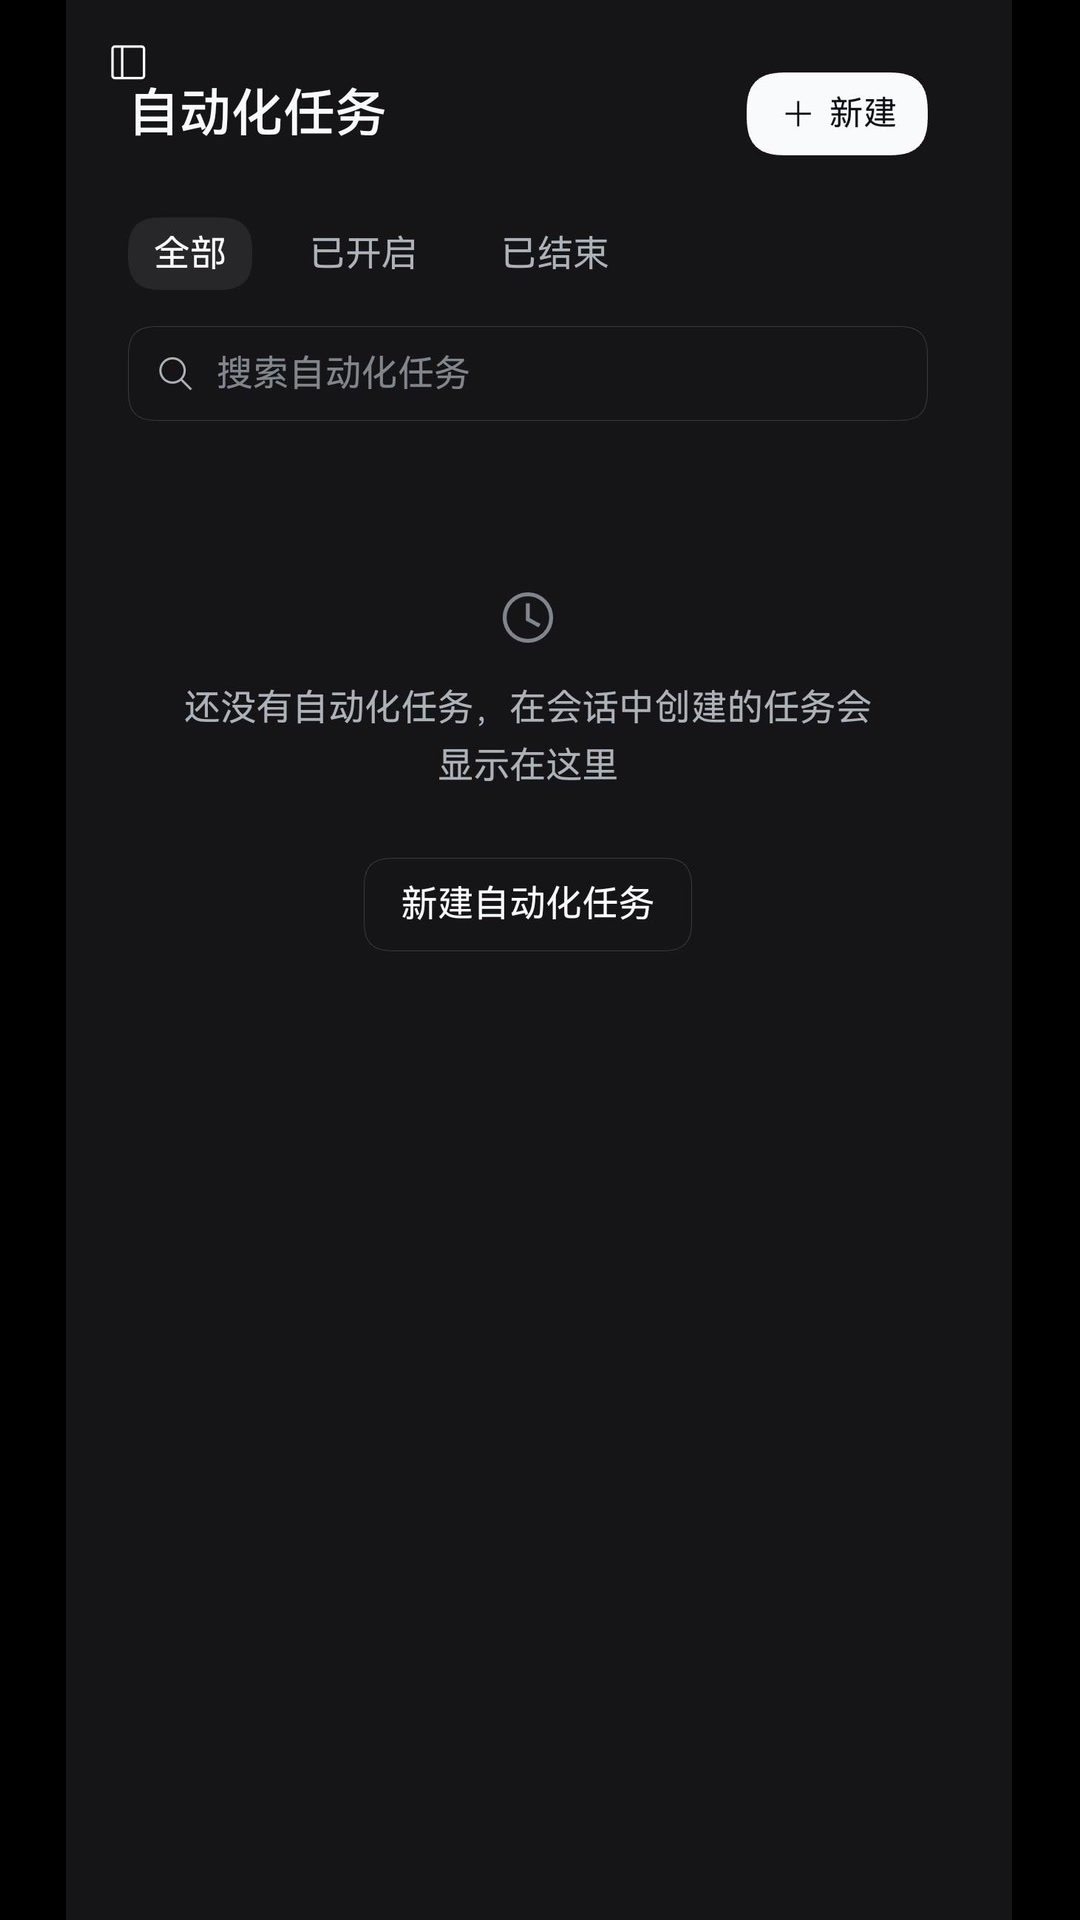 自动化任务
新建
全部 已开启 已结束
搜索自动化任务
还没有自动化任务，在会话中创建的任务会
显示在这里
新建自动化任务